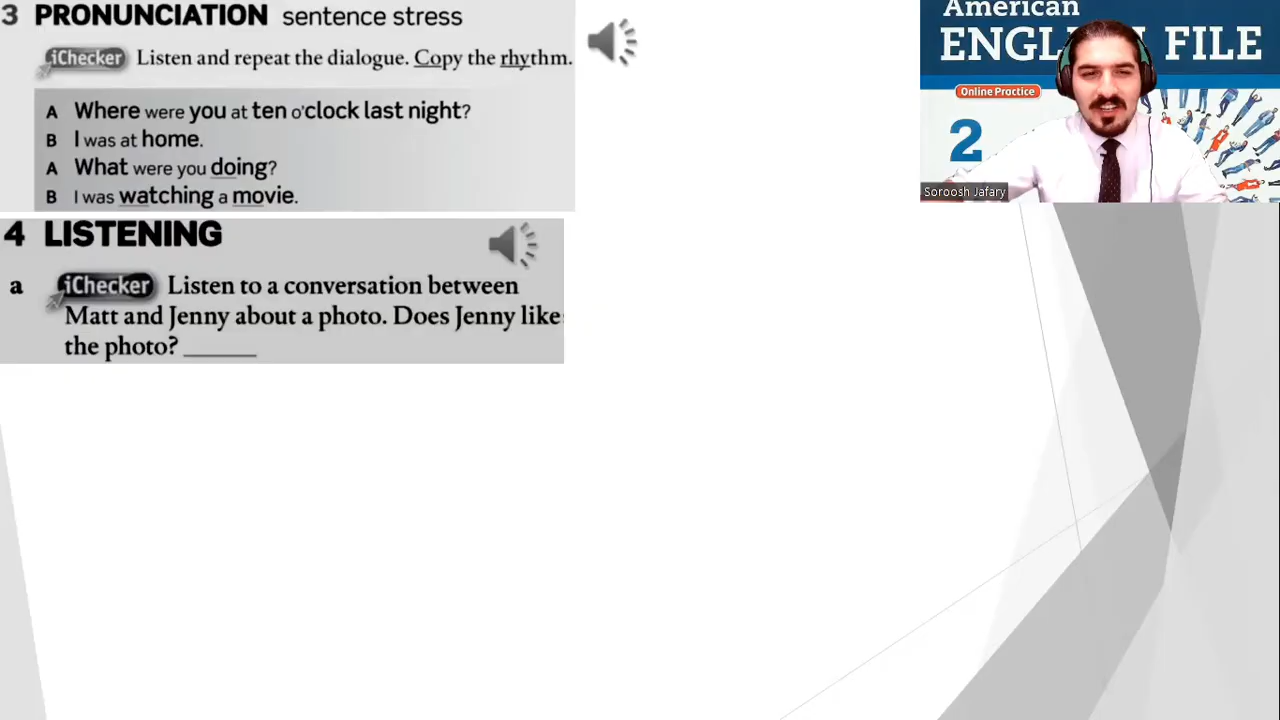 3 PRONUNCIATION sentence stress
iChecker Listen and repeat the dialogue. Copy the rhythm.
A Where were you at ten o'clock last night?
B I was at home.
A What were you doing?
B I was watching a movie.
4 LISTENING
a iChecker Listen to a conversation between
Matt and Jenny about a photo. Does Jenny like
the photo? ________
American
ENGLISH FILE
Online Practice
2
Soroosh Jafary